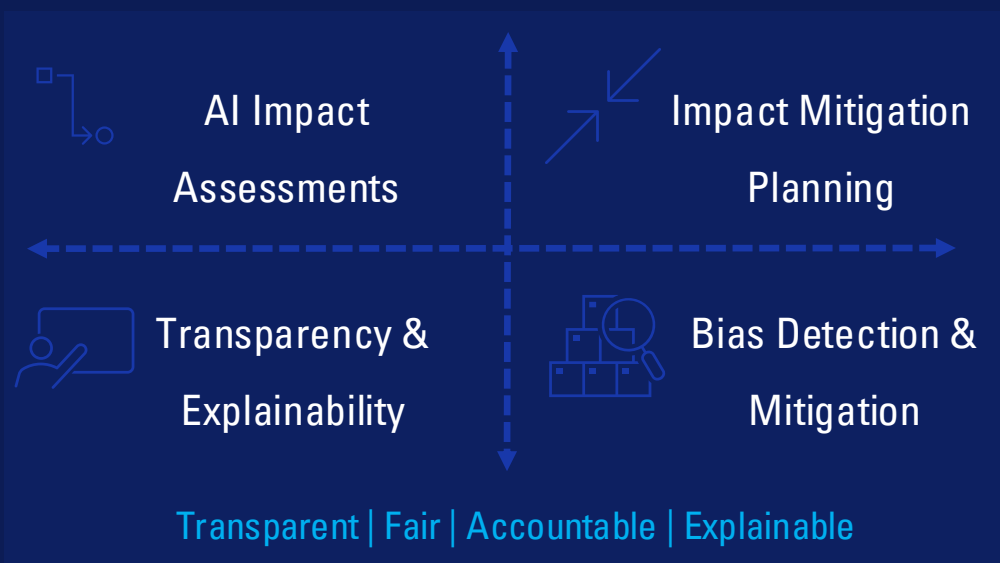 AI Impact
Assessments
Impact Mitigation
Planning
Transparency &
Explainability
Bias Detection &
Mitigation
Transparent | Fair | Accountable | Explainable